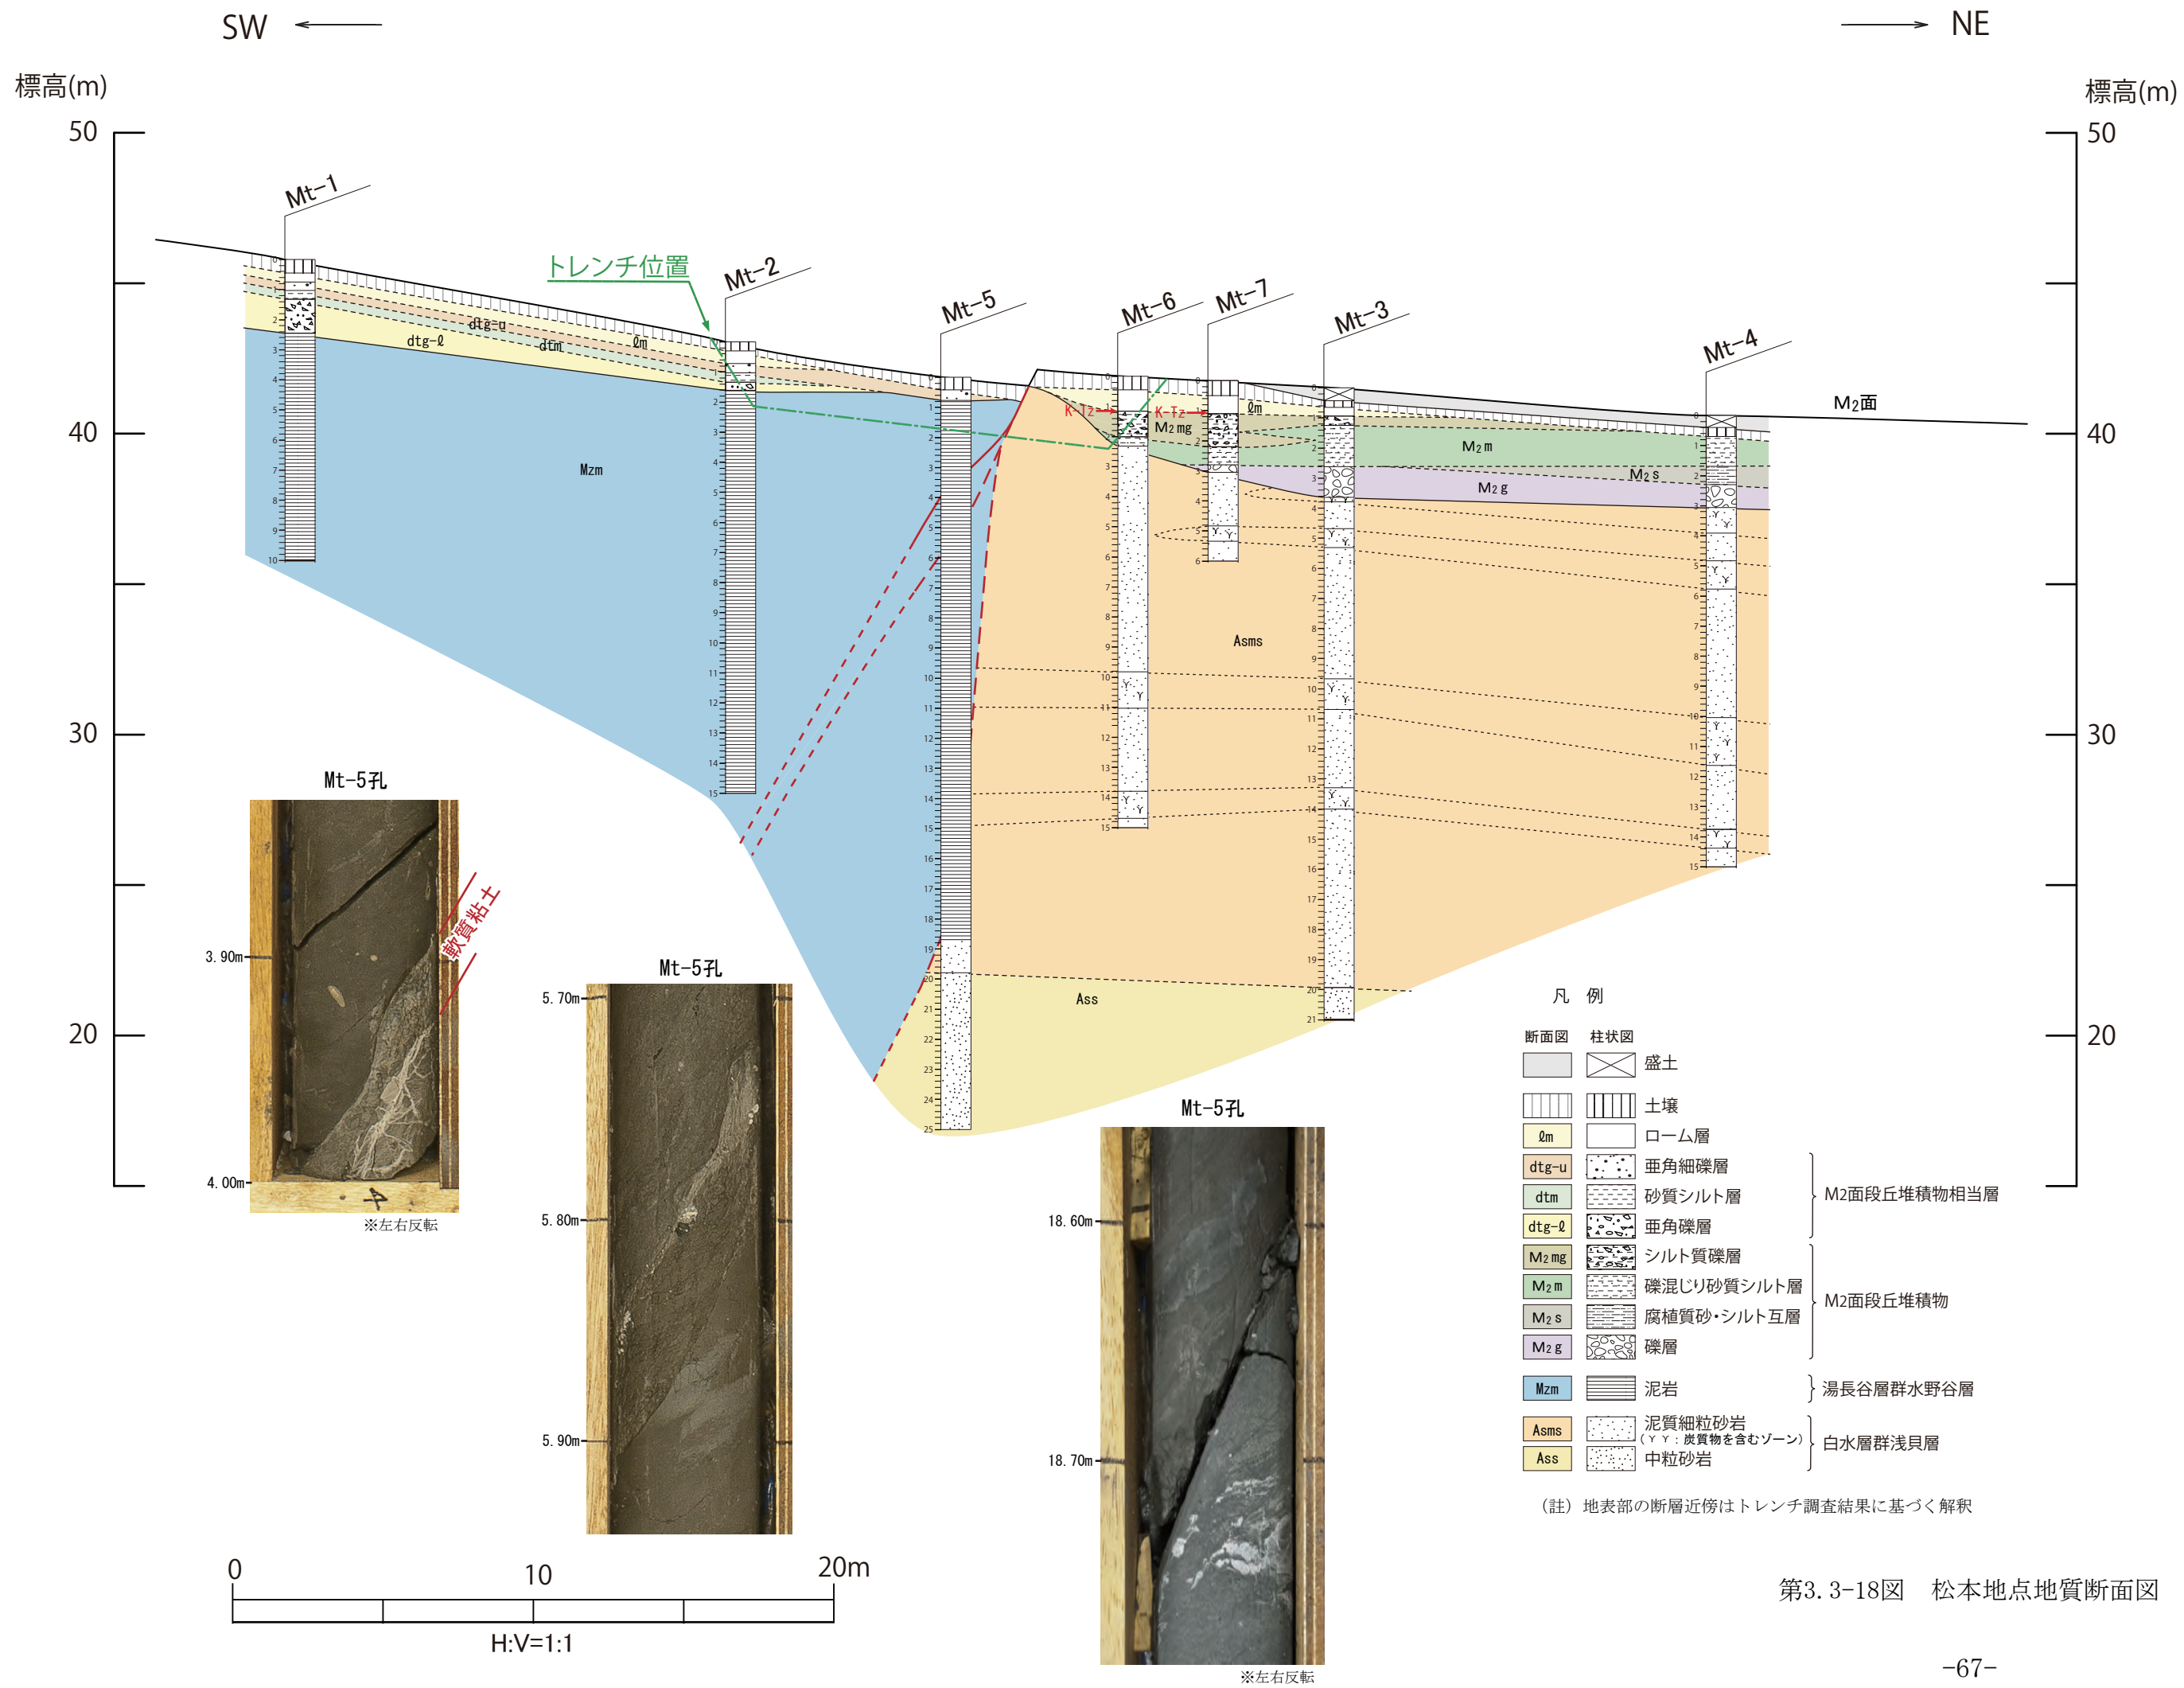 SW
NE
標高(m)
標高(m)
50
40
30
20
50
40
30
20
Mt-1
Mt-2
Mt-5
Mt-6
Mt-7
Mt-3
Mt-4
トレンチ位置
M2面
dtg-u
dtg-ℓ
dtm
ℓm
K-Tz
K-Tz
ℓm
M2 mg
M2 m
M2 s
M2 g
Mzm
Asms
Ass
Mt-5孔
3.90m
4.00m
軟質粘土
※左右反転
Mt-5孔
5.70m
5.80m
5.90m
Mt-5孔
18.60m
18.70m
※左右反転
凡 例
断面図 柱状図
盛土
土壌
ℓm ローム層
dtg-u 亜角細礫層
dtm 砂質シルト層
dtg-ℓ 亜角礫層
M2面段丘堆積物相当層
M2 mg シルト質礫層
M2 m 礫混じり砂質シルト層
M2 s 腐植質砂・シルト互層
M2 g 礫層
M2面段丘堆積物
Mzm 泥岩 湯長谷層群水野谷層
Asms 泥質細粒砂岩
(YY:炭質物を含むゾーン)
Ass 中粒砂岩
白水層群浅貝層
(註) 地表部の断層近傍はトレンチ調査結果に基づく解釈
0 10 20m
H:V=1:1
第3.3-18図 松本地点地質断面図
-67-